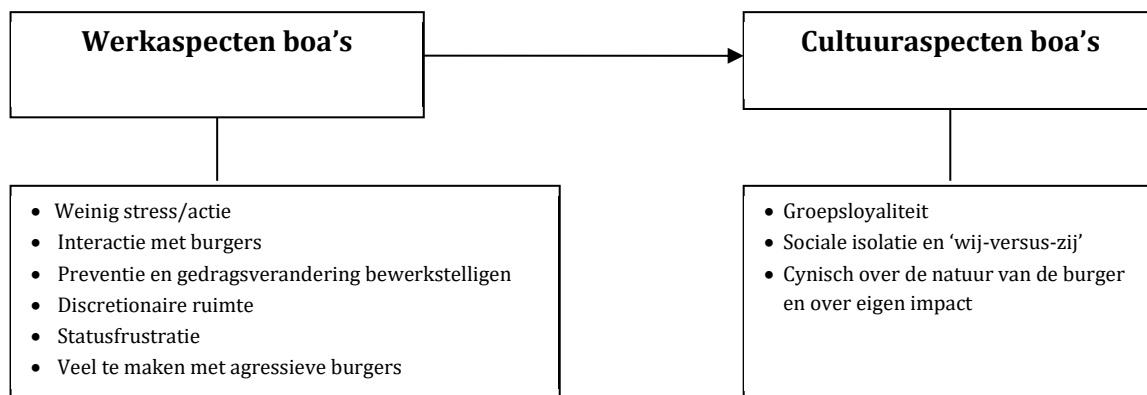 Werkaspecten boa's
Cultuuraspecten boa's
• Weinig stress/actie
• Interactie met burgers
• Preventie en gedragsverandering bewerkstelligen
• Discretionaire ruimte
• Statusfrustratie
• Veel te maken met agressieve burgers
• Groepsloyaliteit
• Sociale isolatie en ‘wij-versus-zij’
• Cynisch over de natuur van de burger
en over eigen impact